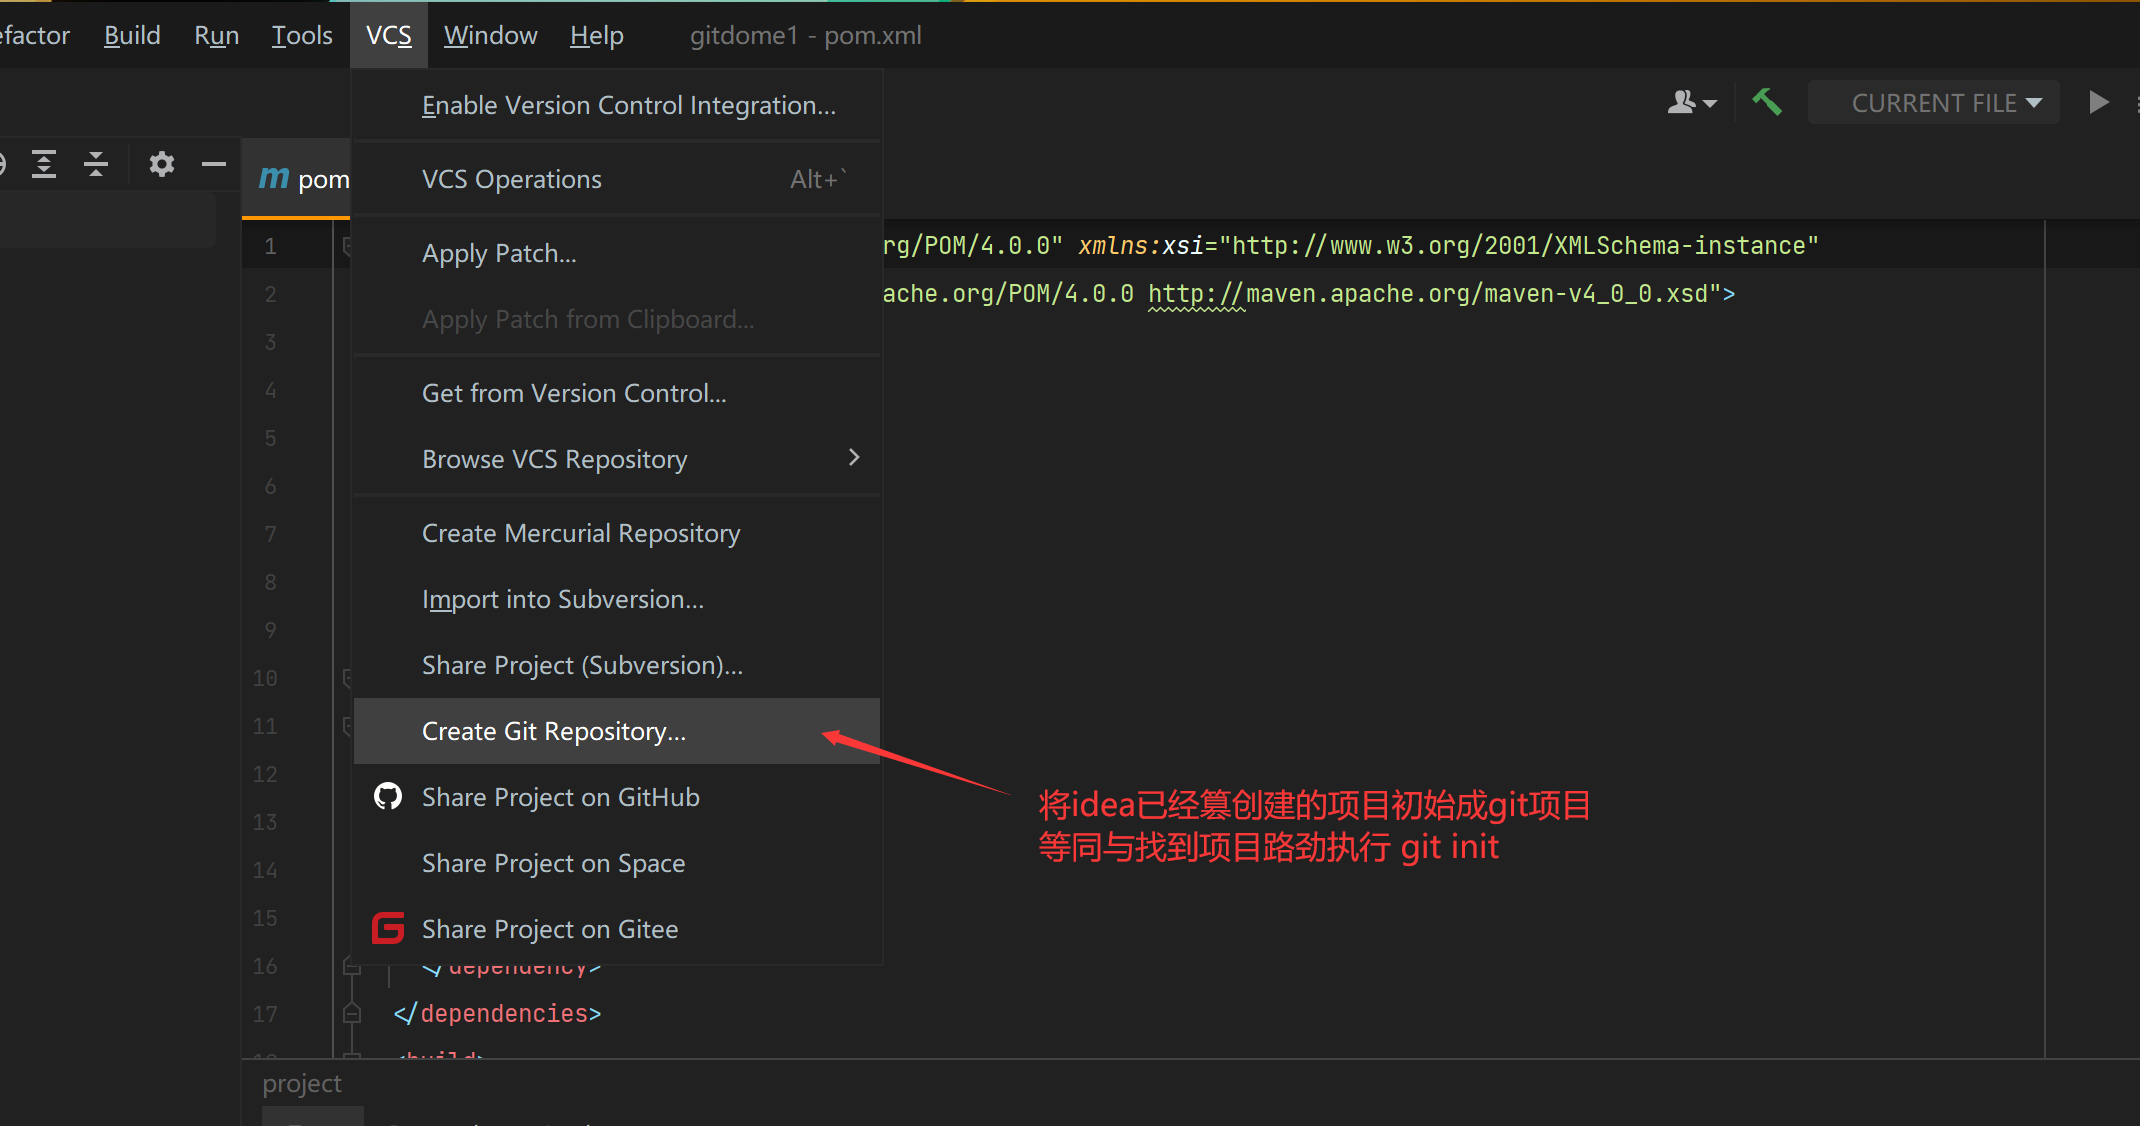 efactor Build Run Tools VCS Window Help gitdome1 - pom.xml
Enable Version Control Integration...
CURRENT FILE
m pom
VCS Operations Alt+`
1 rg/POM/4.0.0" xmlns:xsi="http://www.w3.org/2001/XMLSchema-instance"
Apply Patch...
2 ache.org/POM/4.0.0 http://maven.apache.org/maven-v4_0_0.xsd">
Apply Patch from Clipboard...
3
4
Get from Version Control...
5
Browse VCS Repository
6
7
Create Mercurial Repository
8
Import into Subversion...
9
Share Project (Subversion)...
10
11
Create Git Repository...
12
Share Project on GitHub
将idea已经篡创建的项目初始成git项目
13
等同与找到项目路劲执行 git init
14
Share Project on Space
15
Share Project on Gitee
16 </dependency>
17 </dependencies>
18 <build>
project